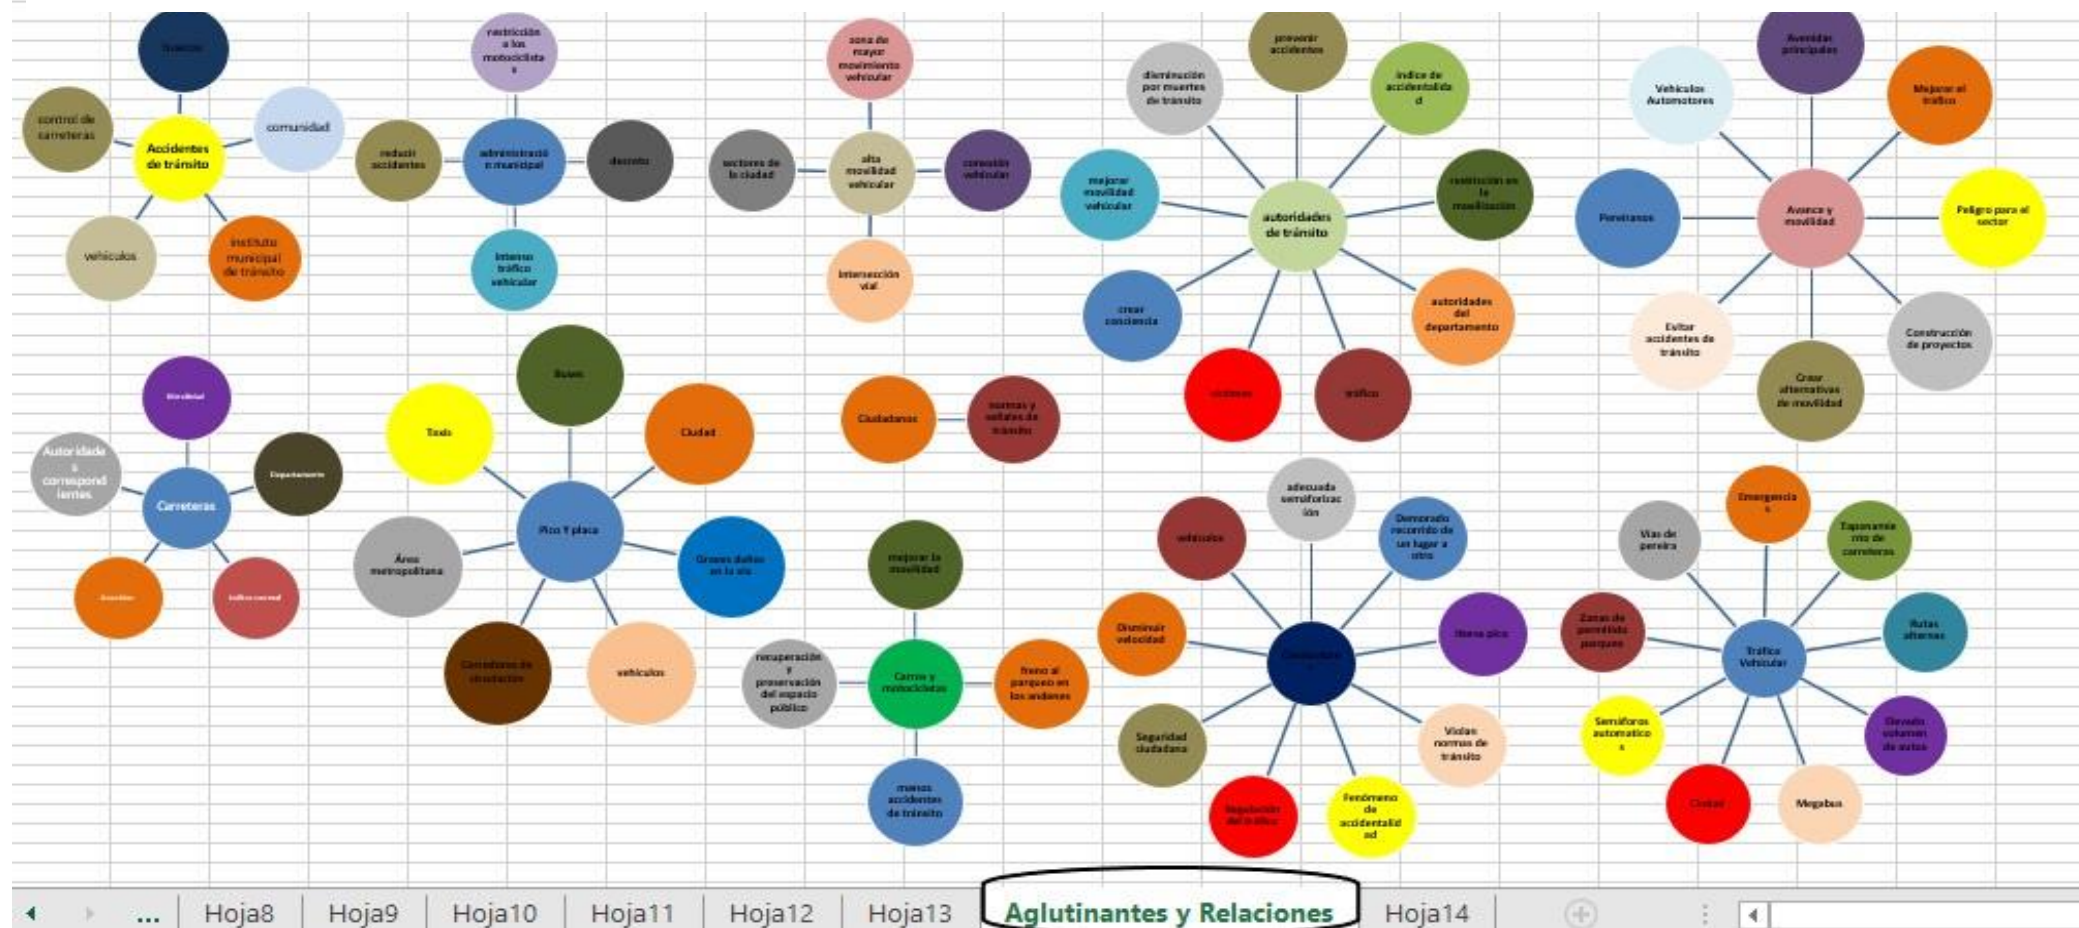 restricción
a los
motociclista
s
control de
carreteras
comunidad
Accidentes
de tránsito
vehículos
instituto
municipal
de tránsito
reducir
accidentes
administració
n municipal
decreto
Intenso
tráfico
vehicular
zona de
mayor
movimiento
vehicular
sectores de
la ciudad
alta
movilidad
vehicular
conexión
vehicular
Intersección
vial
prevenir
accidentes
disminución
por muertes
de tránsito
índice de
accidentalida
d
mejorar
movilidad
vehicular
restricción en
la
movilización
autoridades
de tránsito
crear
conciencia
autoridades
del
departamento
víctimas
tráfico
Avenidas
principales
Vehículos
Automotores
Mejorar el
tráfico
Pereiranos
Avance y
movilidad
Peligro para el
sector
Evitar
accidentes de
tránsito
Construcción
de proyectos
Crear
alternativas
de movilidad
Autoridade
s
correspond
ientes
Departamento
Carreteras
tráfico normal
Buses
Taxis
Ciudad
Pico Y placa
Área
metropolitana
Graves daños
en la vía
Corredores de
circulación
vehículos
Ciudadanos
normas y
señales de
tránsito
mejorar la
movilidad
recuperación
y
preservación
del espacio
público
Carros y
motocicletas
freno al
parqueo en
los andenes
menos
accidentes
de tránsito
adecuada
semáforizac
ión
vehículos
Demorado
recorrido de
un lugar a
otro
Disminuir
velocidad
Horas pico
Seguridad
ciudadana
Violan
normas de
tránsito
Regulación
del tráfico
Fenómeno
de
accidentalid
ad
Emergencia
s
Vías de
pereira
Taponamie
nto de
carreteras
Zonas de
permitido
parqueo
Rutas
alternas
Tráfico
Vehicular
Semáforos
automatico
s
Elevado
volumen
de autos
Ciudad
Megabus
... Hoja8 Hoja9 Hoja10 Hoja11 Hoja12 Hoja13 Aglutinantes y Relaciones Hoja14